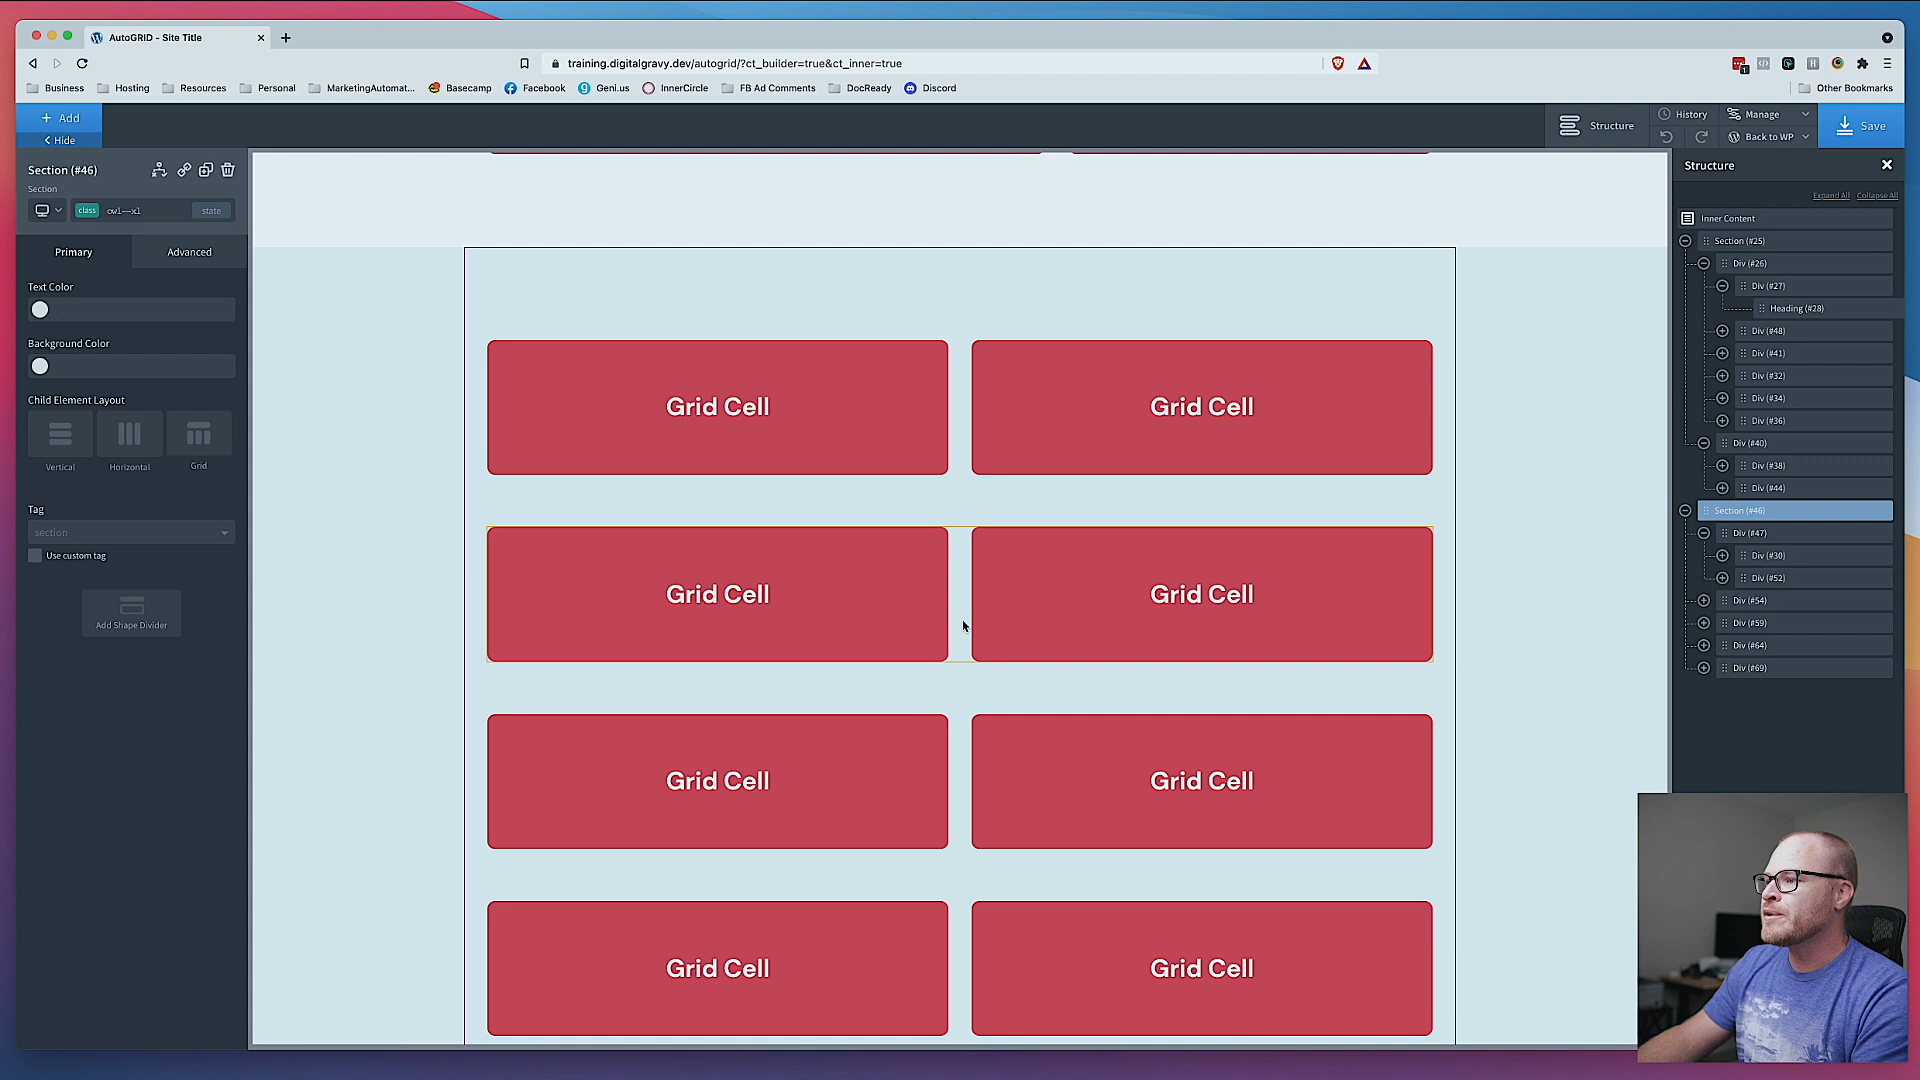 AutoGRID - Site Title
training.digitalgravy.dev/autogrid/?ct_builder=true&ct_inner=true
1
Business Hosting Resources Personal MarketingAutomat... Basecamp Facebook Geni.us InnerCircle FB Ad Comments DocReady Discord Other Bookmarks
+ Add
Hide
Structure
History
Manage
Back to WP
Save
Section (#46)
Section
class owl--xl state
Primary Advanced
Text Color
Background Color
Child Element Layout
Vertical Horizontal Grid
Tag
section
Use custom tag
Add Shape Divider
Grid Cell Grid Cell
Grid Cell Grid Cell
Grid Cell Grid Cell
Grid Cell Grid Cell
Structure
Expand All Collapse All
Inner Content
Section (#25)
Div (#26)
Div (#27)
Heading (#28)
Div (#48)
Div (#41)
Div (#32)
Div (#34)
Div (#36)
Div (#40)
Div (#38)
Div (#44)
Section (#46)
Div (#47)
Div (#30)
Div (#52)
Div (#54)
Div (#59)
Div (#64)
Div (#69)